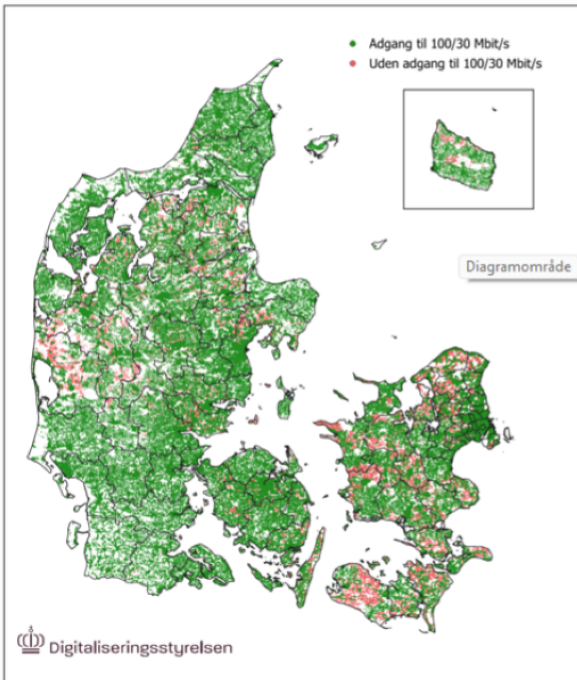 Adgang til 100/30 Mbit/s
Uden adgang til 100/30 Mbit/s
Diagramområde
Digitaliseringsstyrelsen